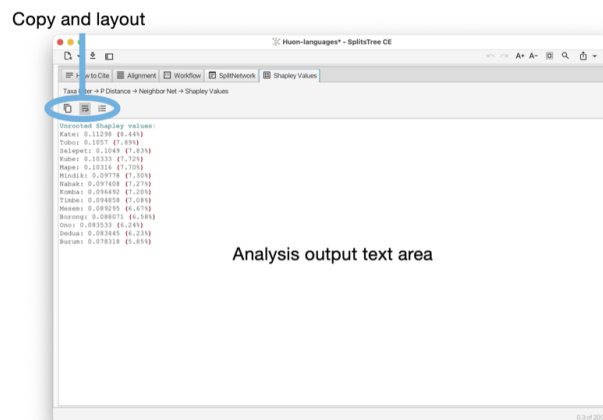 Copy and layout
Huon-languages* - SplitsTree CE
A+ A-
How to Cite Alignment Workflow SplitNetwork Shapley Values
Taxa Filter → P Distance → Neighbor Net → Shapley Values
Unrooted Shapley values:
Kate: 0.11298 (8.44%)
Tobo: 0.1057 (7.89%)
Selepet: 0.1049 (7.83%)
Kube: 0.10333 (7.72%)
Mape: 0.10316 (7.70%)
Mindik: 0.09778 (7.30%)
Nabak: 0.097408 (7.27%)
Komba: 0.096492 (7.20%)
Timbe: 0.094858 (7.08%)
Mesem: 0.089295 (6.67%)
Borong: 0.088071 (6.58%)
Ono: 0.083533 (6.24%)
Dedua: 0.083445 (6.23%)
Burum: 0.078318 (5.85%)
Analysis output text area